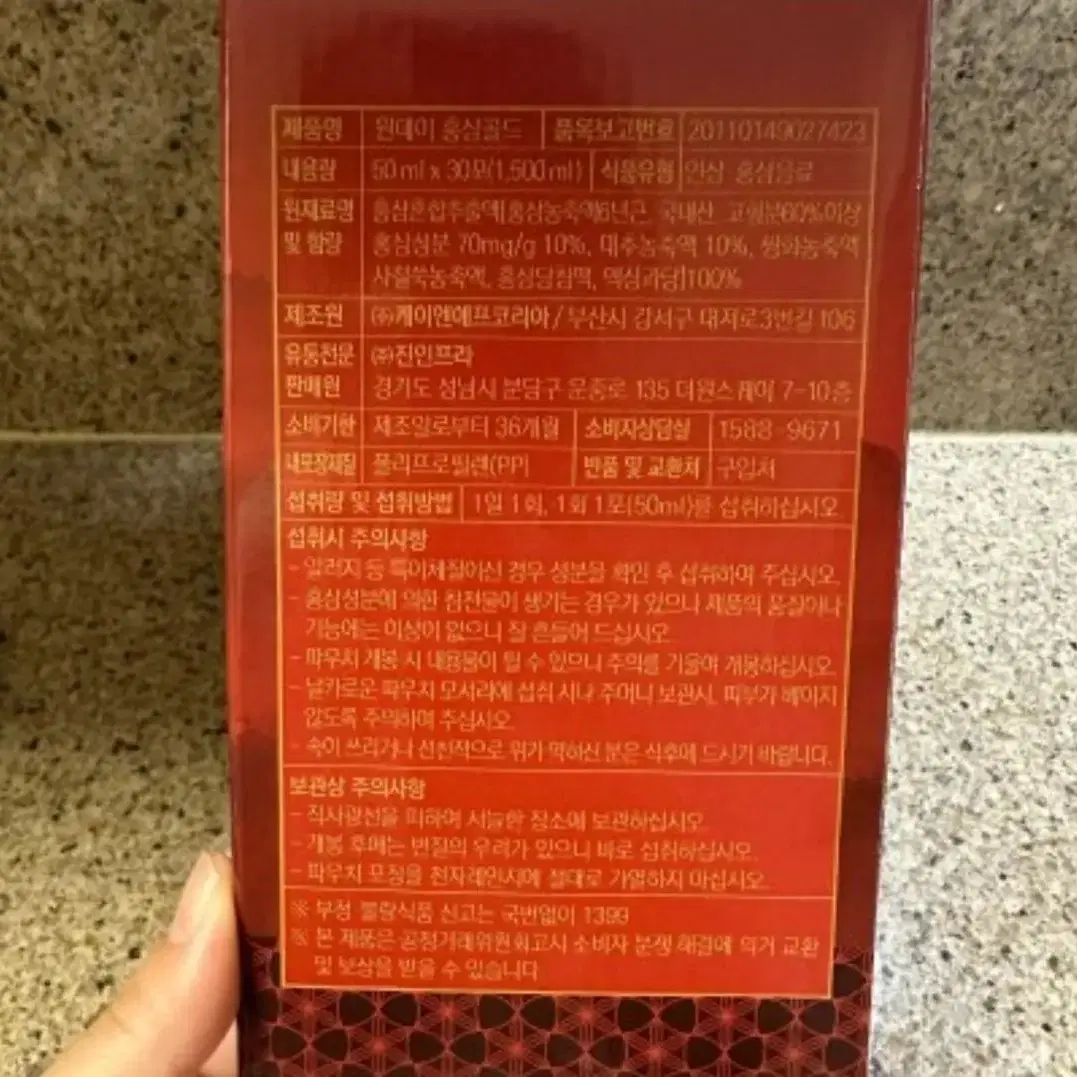 제품명 원데이 홍삼골드 품목보고번호 20110149027423
내용량 50ml x 30포(1,500ml) 식품유형 인삼 홍삼음료
원재료명 홍삼혼합추출액[홍삼농축액6년근, 국내산, 고형분60%이상
및 함량 홍삼성분 70mg/g 10%, 대추농축액 10%, 쌍화농축액
사철쑥농축액, 홍삼당침떡, 액상과당]100%
제조원 ㈜케이엔에프코리아 / 부산시 강서구 대저로3번길 106
유통전문 ㈜진인프라
판매원 경기도 성남시 분당구 운중로 135 더원스퀘어 7-10층
소비기한 제조일로부터 36개월 소비자상담실 1588-9671
내포장재질 폴리프로필렌(PP) 반품 및 교환처 구입처
섭취량 및 섭취방법 1일 1회, 1회 1포(50ml)를 섭취하십시오.
섭취시 주의사항
- 알러지 등 특이체질이신 경우 성분을 확인 후 섭취하여 주십시오.
- 홍삼성분에 의한 침전물이 생기는 경우가 있으나 제품의 품질이나
기능에는 이상이 없으니 잘 흔들어 드십시오.
- 파우치 개봉 시 내용물이 튈 수 있으니 주의를 기울여 개봉하십시오.
- 날카로운 파우치 모서리에 섭취 시나 주머니 보관시, 피부가 베이지
않도록 주의하여 주십시오.
- 속이 쓰리거나 선천적으로 위가 약하신 분은 식후에 드시기 바랍니다.
보관상 주의사항
- 직사광선을 피하여 서늘한 장소에 보관하십시오.
- 개봉 후에는 변질의 우려가 있으니 바로 섭취하십시오.
- 파우치 포장을 전자레인지에 절대로 가열하지 마십시오.
※ 부정 불량식품 신고는 국번없이 1399
※ 본 제품은 공정거래위원회고시 소비자 분쟁 해결에 의거 교환
및 보상을 받을 수 있습니다.